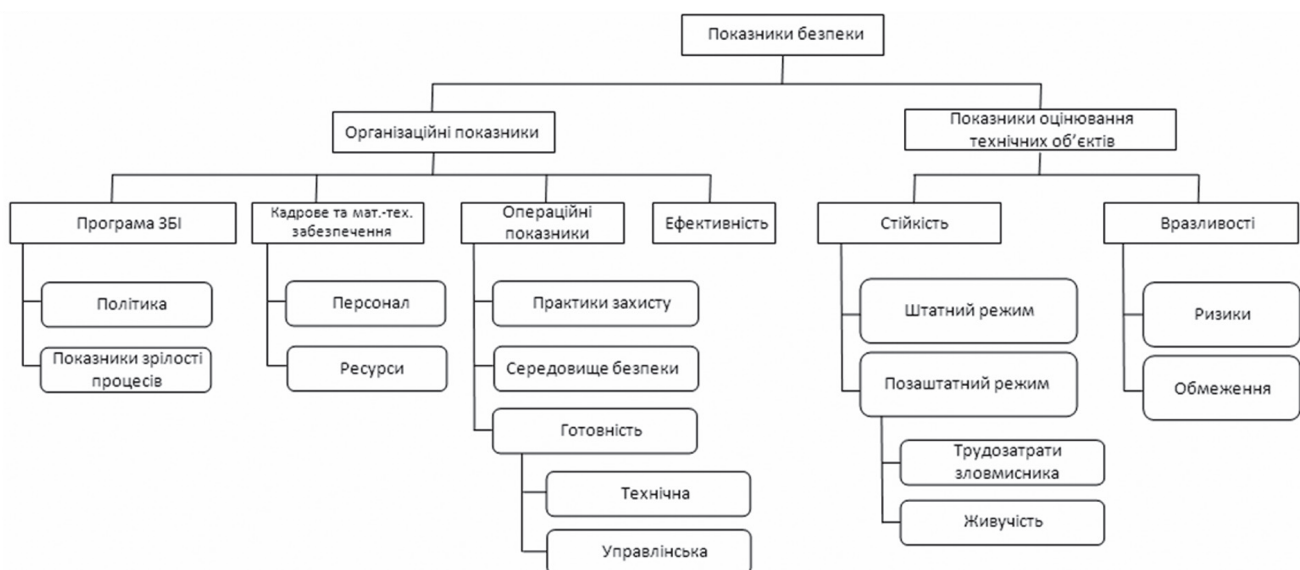 Показники безпеки
Організаційні показники
Показники оцінювання
технічних об’єктів
Програма ЗБІ
Кадрове та мат.-тех.
забезпечення
Операційні
показники
Ефективність
Стійкість
Вразливості
Політика
Показники зрілості
процесів
Персонал
Ресурси
Практики захисту
Середовище безпеки
Готовність
Технічна
Управлінська
Штатний режим
Позаштатний режим
Трудозатрати
зловмисника
Живучість
Ризики
Обмеження